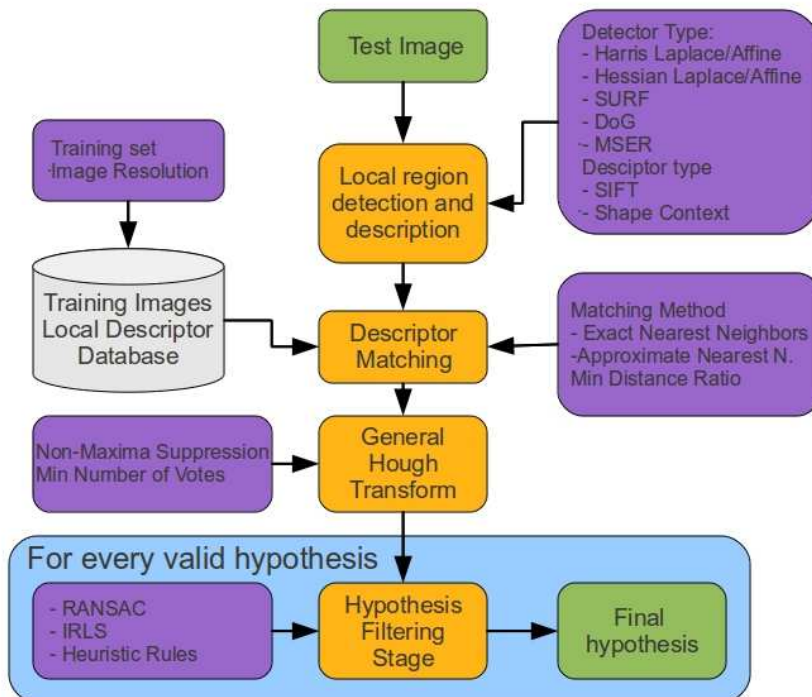 Test Image
Detector Type:
- Harris Laplace/Affine
- Hessian Laplace/Affine
- SURF
- DoG
- MSER
Desciptor type
- SIFT
- Shape Context
Training set
-Image Resolution
Local region
detection and
description
Training Images
Local Descriptor
Database
Descriptor
Matching
Matching Method
- Exact Nearest Neighbors
-Approximate Nearest N.
Min Distance Ratio
Non-Maxima Suppression
Min Number of Votes
General
Hough
Transform
For every valid hypothesis
- RANSAC
- IRLS
- Heuristic Rules
Hypothesis
Filtering
Stage
Final
hypothesis